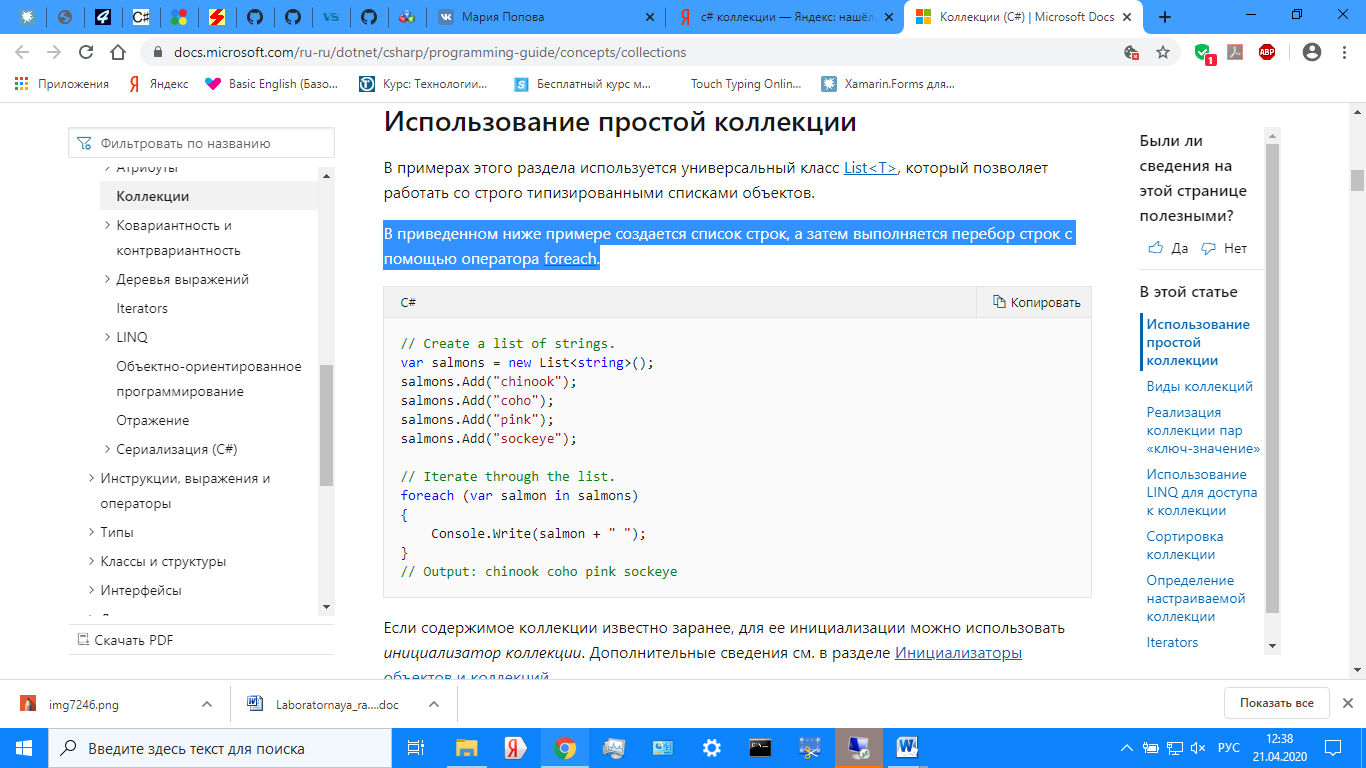 Мария Попова
c# коллекции — Яндекс: нашёл
Коллекции (C#) | Microsoft Docs
docs.microsoft.com/ru-ru/dotnet/csharp/programming-guide/concepts/collections
1
ABP
Приложения
Яндекс
Basic English (Базо...
Курс: Технологии...
Бесплатный курс м...
Touch Typing Online...
Xamarin.Forms для...
Фильтровать по названию
Атрибуты
Коллекции
Ковариантность и
контрвариантность
Деревья выражений
Iterators
LINQ
Объектно-ориентированное
программирование
Отражение
Сериализация (C#)
Инструкции, выражения и
операторы
Типы
Классы и структуры
Интерфейсы
Скачать PDF
Использование простой коллекции
В примерах этого раздела используется универсальный класс List<T>, который позволяет
работать со строго типизированными списками объектов.
В приведенном ниже примере создается список строк, а затем выполняется перебор строк с
помощью оператора foreach.
C#
Копировать
// Create a list of strings.
var salmons = new List<string>();
salmons.Add("chinook");
salmons.Add("coho");
salmons.Add("pink");
salmons.Add("sockeye");
// Iterate through the list.
foreach (var salmon in salmons)
{
Console.Write(salmon + " ");
}
// Output: chinook coho pink sockeye
Если содержимое коллекции известно заранее, для ее инициализации можно использовать
инициализатор коллекции. Дополнительные сведения см. в разделе Инициализаторы
объектов и коллекций.
Были ли
сведения на
этой странице
полезными?
Да
Нет
В этой статье
Использование
простой
коллекции
Виды коллекций
Реализация
коллекции пар
«ключ-значение»
Использование
LINQ для доступа
к коллекции
Сортировка
коллекции
Определение
настраиваемой
коллекции
Iterators
img7246.png
Laboratornaya_ra....doc
Показать все
Введите здесь текст для поиска
РУС
12:38
21.04.2020